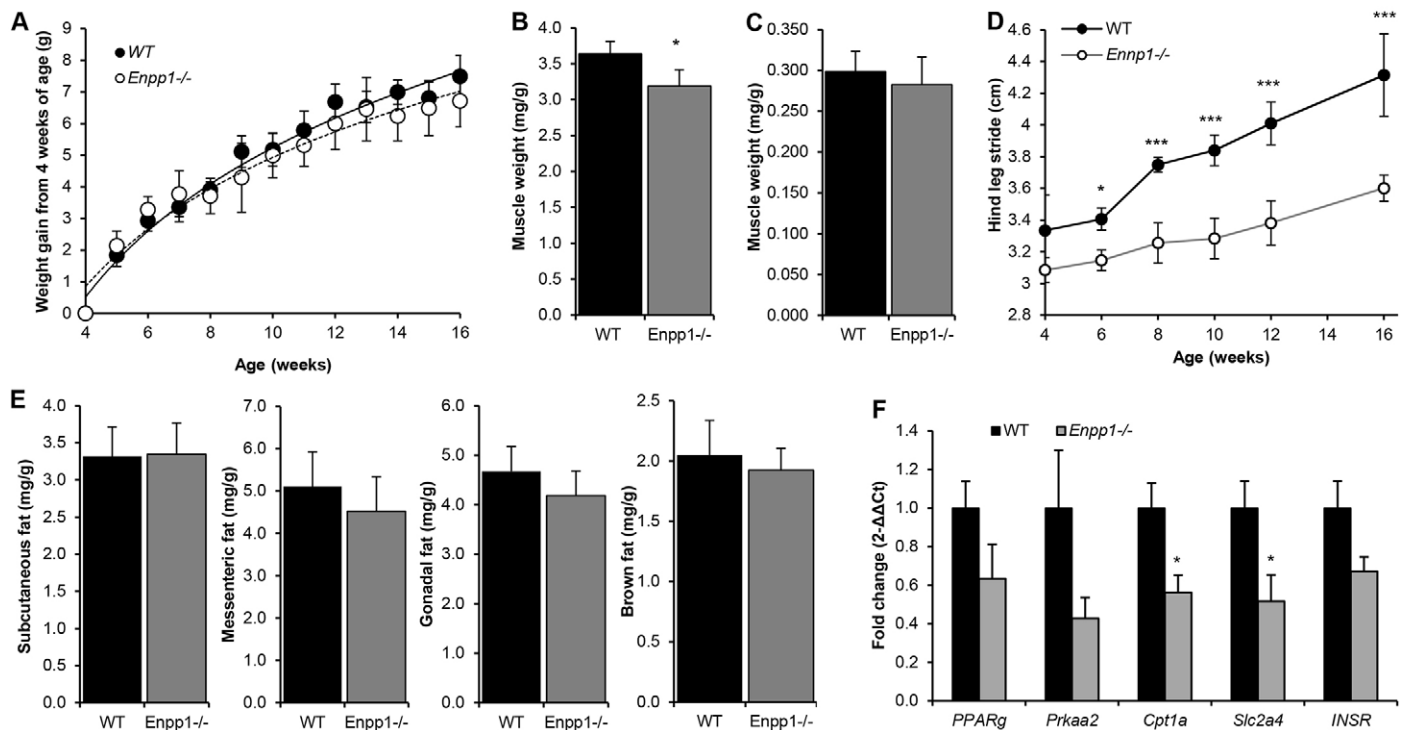 A
Weight gain from 4 weeks of age (g)
WT
Enpp1-/-
9
8
7
6
5
4
3
2
1
0
4 6 8 10 12 14 16
Age (weeks)
B
Muscle weight (mg/g)
4.0
3.5
3.0
2.5
2.0
1.5
1.0
0.5
0.0
*
WT Enpp1-/-
C
Muscle weight (mg/g)
0.350
0.300
0.250
0.200
0.150
0.100
0.050
0.000
WT Enpp1-/-
D
Hind leg stride (cm)
WT
Ennp1-/-
4.6
4.2
3.8
3.6
3.4
3.2
3
2.8
* *** *** *** ***
4 6 8 10 12 14 16
Age (weeks)
E
Subcutaneous fat (mg/g)
4.0
3.5
3.0
2.5
2.0
1.5
1.0
0.5
0.0
WT Enpp1-/-
Messenteric fat (mg/g)
7.0
6.0
5.0
4.0
3.0
2.0
1.0
0.0
WT Enpp1-/-
Gonadal fat (mg/g)
6.0
5.0
4.0
3.0
2.0
1.0
0.0
WT Enpp1-/-
Brown fat (mg/g)
2.5
2.0
1.5
1.0
0.5
0.0
WT Enpp1-/-
F
Fold change (2-ΔΔCt)
WT Enpp1-/-
1.4
1.2
1.0
0.8
0.6
0.4
0.2
0.0
* *
PPARg Prkaa2 Cpt1a Slc2a4 INSR